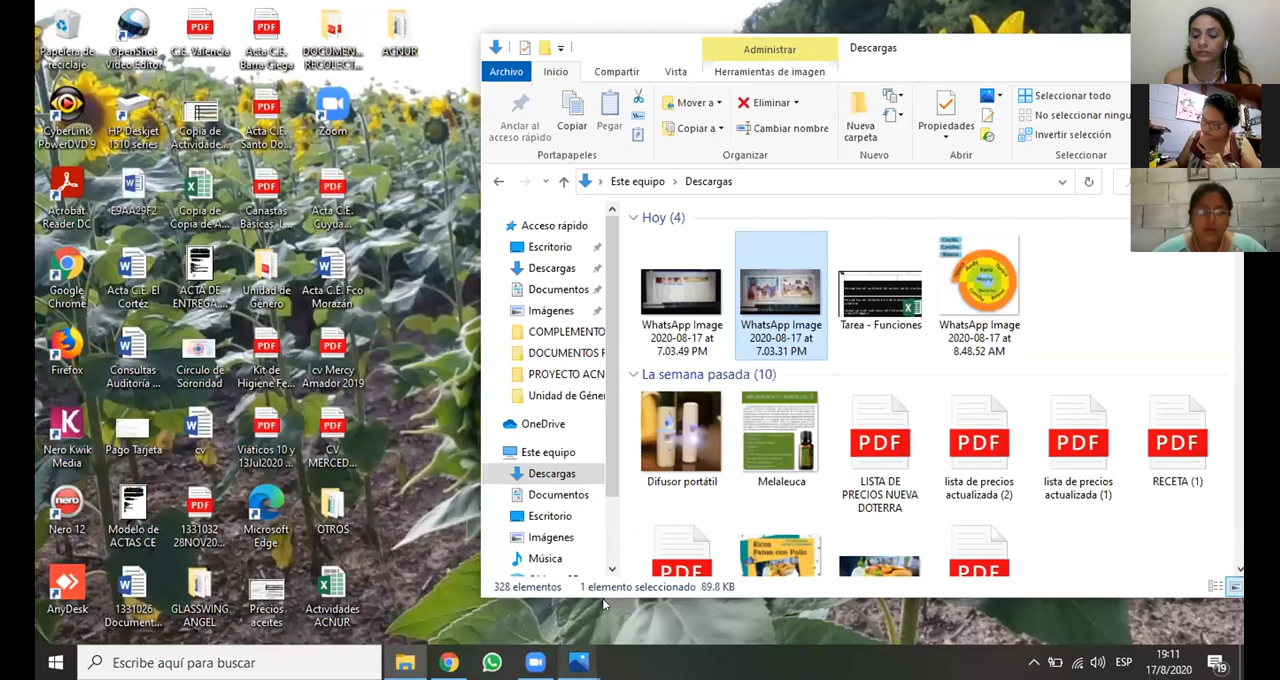 Papelera de
reciclaje
OpenShot
Video Editor
C.E. Valencia
Acta C.E.
Barra Ciega
DOCUMEN...
RECOLECT...
ACNUR
CyberLink
PowerDVD 9
HP Deskjet
1510 series
Copia de
Actividade...
Acta C.E.
Santo Do...
Zoom
Acrobat
Reader DC
E9AA29F2
Copia de
Copia de A...
Canastas
Basicas, L...
Acta C.E.
Cuyua...
Google
Chrome
Acta C.E. El
Cortéz
ACTA DE
ENTREGA...
Unidad de
Género
Acta C.E. Fco
Morazan
Firefox
Consultas
Auditoría ...
Círculo de
Sororidad
Kit de
Higiene Fe...
cv Mercy
Amador 2019
Nero Kwik
Media
Pago Tarjeta
cv
Viáticos 10 y
13Jul2020 ...
CV
MERCED...
Nero 12
Modelo de
ACTAS CE
1331032
28NOV20...
Microsoft
Edge
OTROS
AnyDesk
1331026
Document...
GLASSWING
ANGEL
Precios
aceites
Actividades
ACNUR
Administrar
Descargas
Archivo
Inicio
Compartir
Vista
Herramientas de imagen
Anclar al
acceso rápido
Copiar
Pegar
Mover a
Copiar a
Eliminar
Cambiar nombre
Nueva
carpeta
Propiedades
Seleccionar todo
No seleccionar ningu
Invertir selección
Portapapeles
Organizar
Nuevo
Abrir
Seleccionar
Este equipo > Descargas
Acceso rápido
Escritorio
Descargas
Documentos
Imágenes
COMPLEMENTO
DOCUMENTOS F
PROYECTO ACN
Unidad de Géner
OneDrive
Este equipo
Descargas
Documentos
Escritorio
Imágenes
Música
Hoy (4)
WhatsApp Image
2020-08-17 at
7.03.49 PM
WhatsApp Image
2020-08-17 at
7.03.31 PM
Tarea - Funciones
WhatsApp Image
2020-08-17 at
8.48.52 AM
La semana pasada (10)
PDF
PDF
PDF
PDF
Difusor portátil
Melaleuca
LISTA DE
PRECIOS NUEVA
DOTERRA
lista de precios
actualizada (2)
lista de precios
actualizada (1)
RECETA (1)
PDF
Ricos
Panes con Pollo
PDF
328 elementos
1 elemento seleccionado 89.8 KB
Escribe aquí para buscar
ESP
19:11
17/8/2020
19